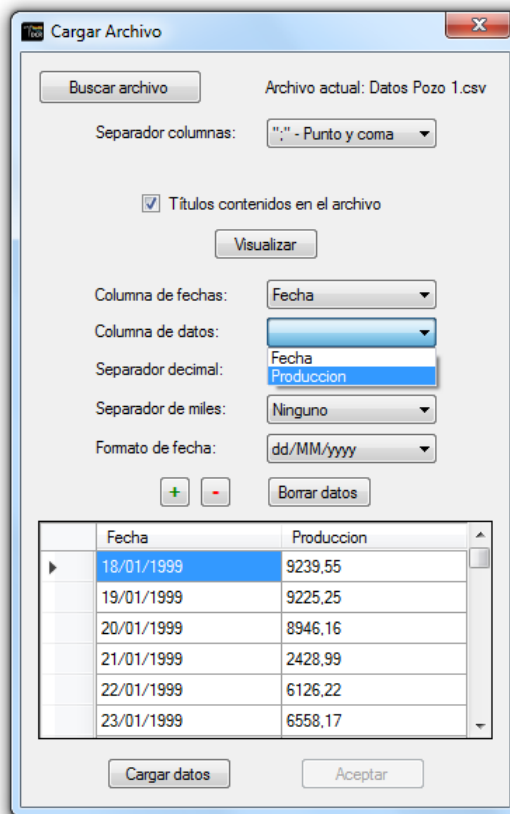 Cargar Archivo
Buscar archivo Archivo actual: Datos Pozo 1.csv
Separador columnas: ";" - Punto y coma
Títulos contenidos en el archivo
Visualizar
Columna de fechas: Fecha
Columna de datos:
Fecha
Separador decimal: Produccion
Separador de miles: Ninguno
Formato de fecha: dd/MM/yyyy
+ - Borrar datos
Fecha Produccion
18/01/1999 9239,55
19/01/1999 9225,25
20/01/1999 8946,16
21/01/1999 2428,99
22/01/1999 6126,22
23/01/1999 6558,17
Cargar datos Aceptar